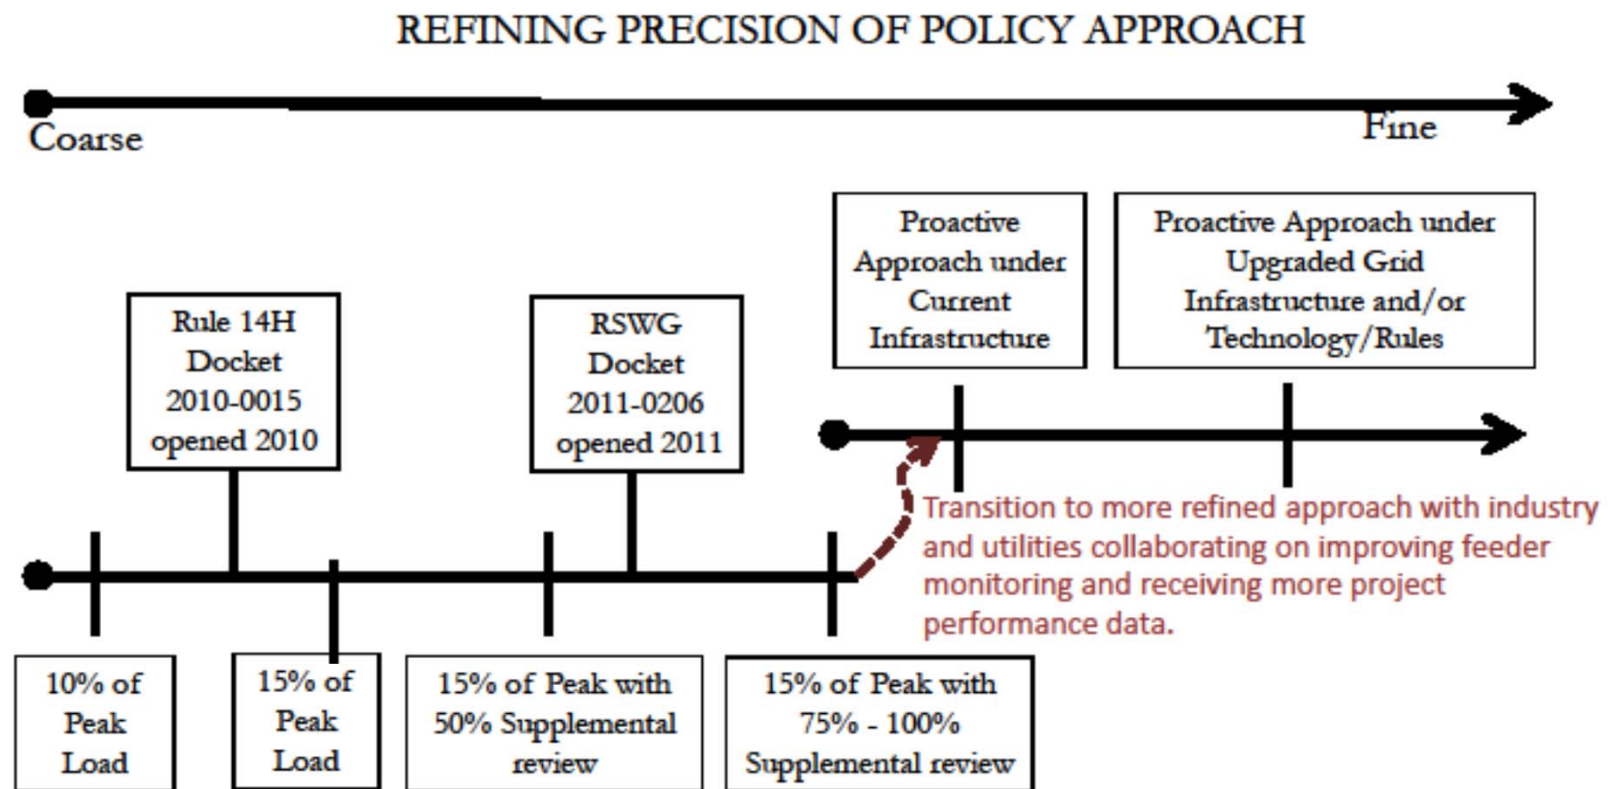 REFINING PRECISION OF POLICY APPROACH
Coarse
Fine
Proactive
Approach under
Current
Infrastructure
Proactive Approach under
Upgraded Grid
Infrastructure and/or
Technology/Rules
Rule 14H
Docket
2010-0015
opened 2010
RSWG
Docket
2011-0206
opened 2011
Transition to more refined approach with industry
and utilities collaborating on improving feeder
monitoring and receiving more project
performance data.
10% of
Peak
Load
15% of
Peak
Load
15% of Peak with
50% Supplemental
review
15% of Peak with
75% - 100%
Supplemental review